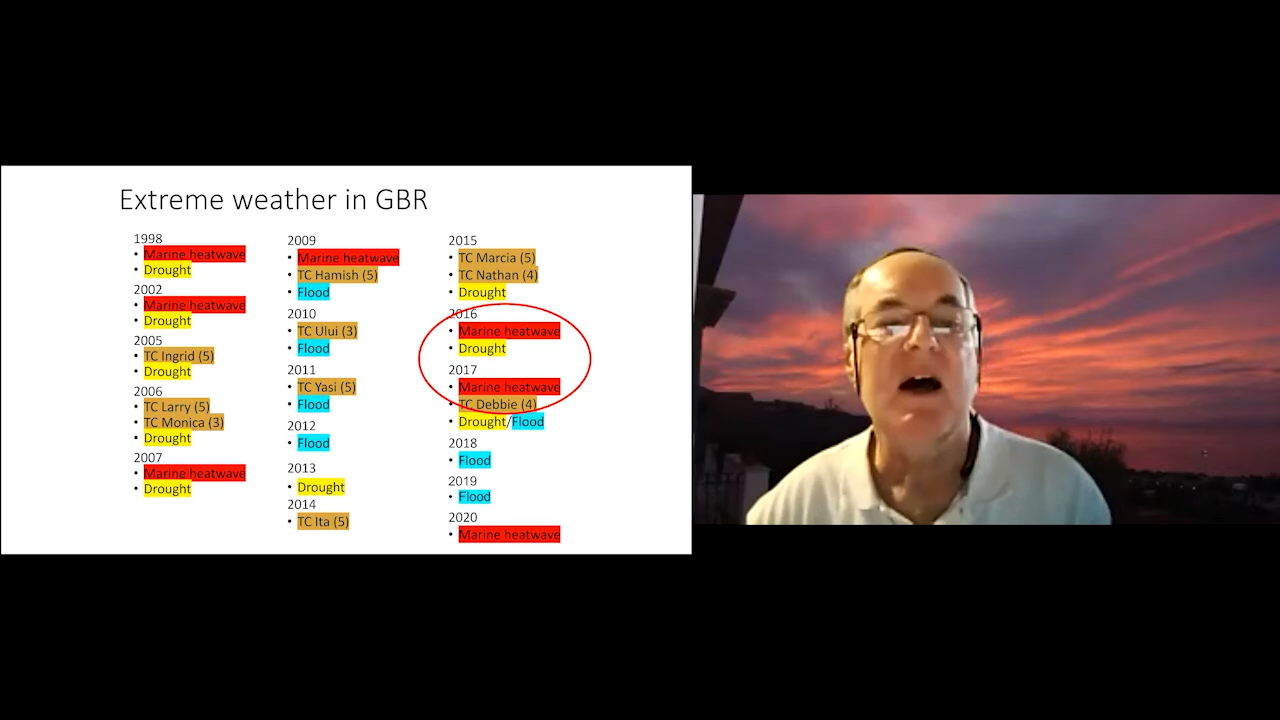 Extreme weather in GBR
1998
• Marine heatwave
• Drought
2002
• Marine heatwave
• Drought
2005
• TC Ingrid (5)
• Drought
2006
• TC Larry (5)
• TC Monica (3)
• Drought
2007
• Marine heatwave
• Drought
2009
• Marine heatwave
• TC Hamish (5)
• Flood
2010
• TC Ului (3)
• Flood
2011
• TC Yasi (5)
• Flood
2012
• Flood
2013
• Drought
2014
• TC Ita (5)
2015
• TC Marcia (5)
• TC Nathan (4)
• Drought
2016
• Marine heatwave
• Drought
2017
• Marine heatwave
• TC Debbie (4)
• Drought/Flood
2018
• Flood
2019
• Flood
2020
• Marine heatwave